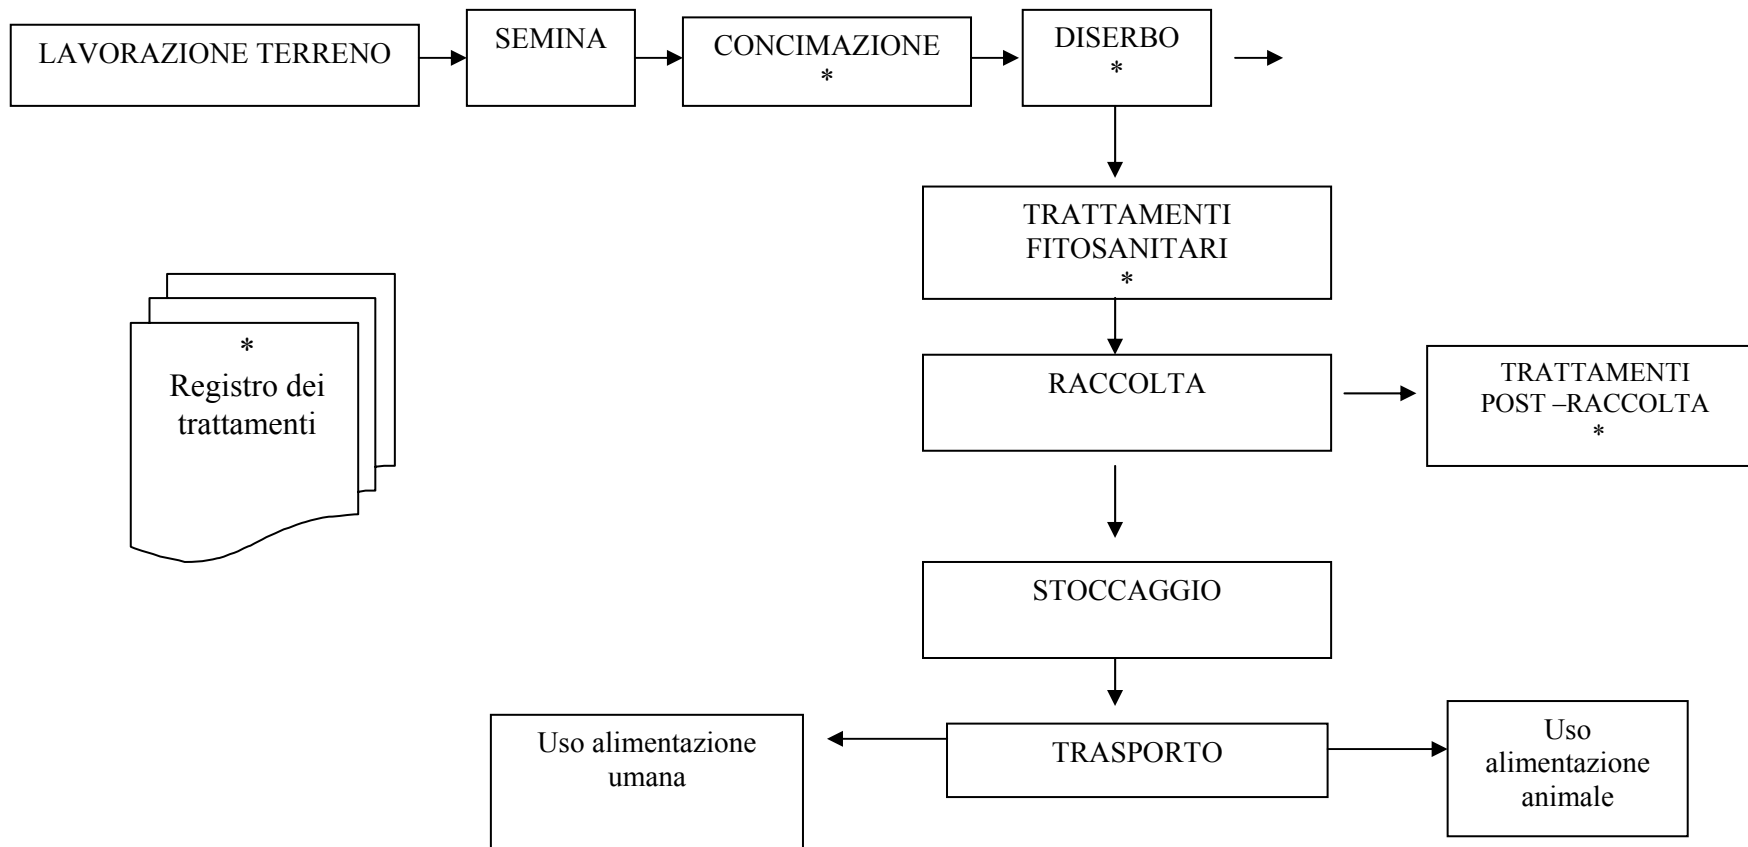 LAVORAZIONE TERRENO
SEMINA
CONCIMAZIONE
*
DISERBO
*
TRATTAMENTI
FITOSANITARI
*
*
Registro dei
trattamenti
RACCOLTA
TRATTAMENTI
POST –RACCOLTA
*
STOCCAGGIO
Uso alimentazione
umana
TRASPORTO
Uso
alimentazione
animale